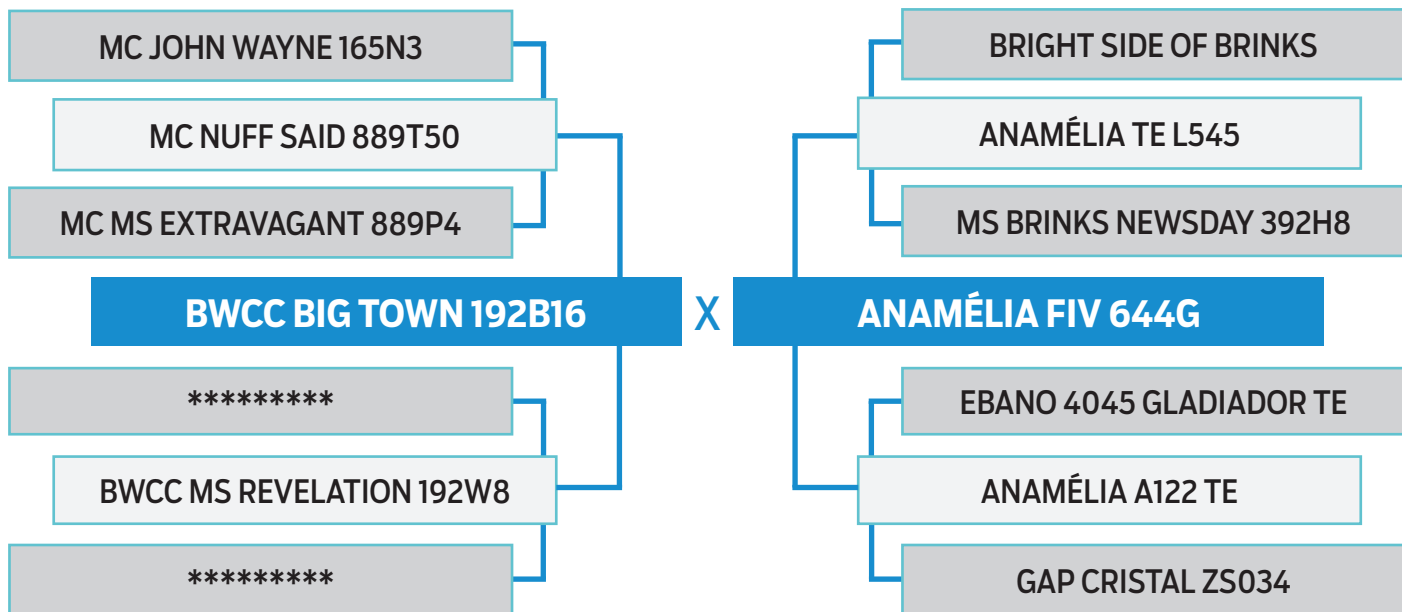 MC JOHN WAYNE 165N3
MC NUFF SAID 889T50
MC MS EXTRAVAGANT 889P4
BWCC BIG TOWN 192B16
*********
BWCC MS REVELATION 192W8
*********
X
BRIGHT SIDE OF BRINKS
ANAMÉLIA TE L545
MS BRINKS NEWSDAY 392H8
ANAMÉLIA FIV 644G
EBANO 4045 GLADIADOR TE
ANAMÉLIA A122 TE
GAP CRISTAL ZS034